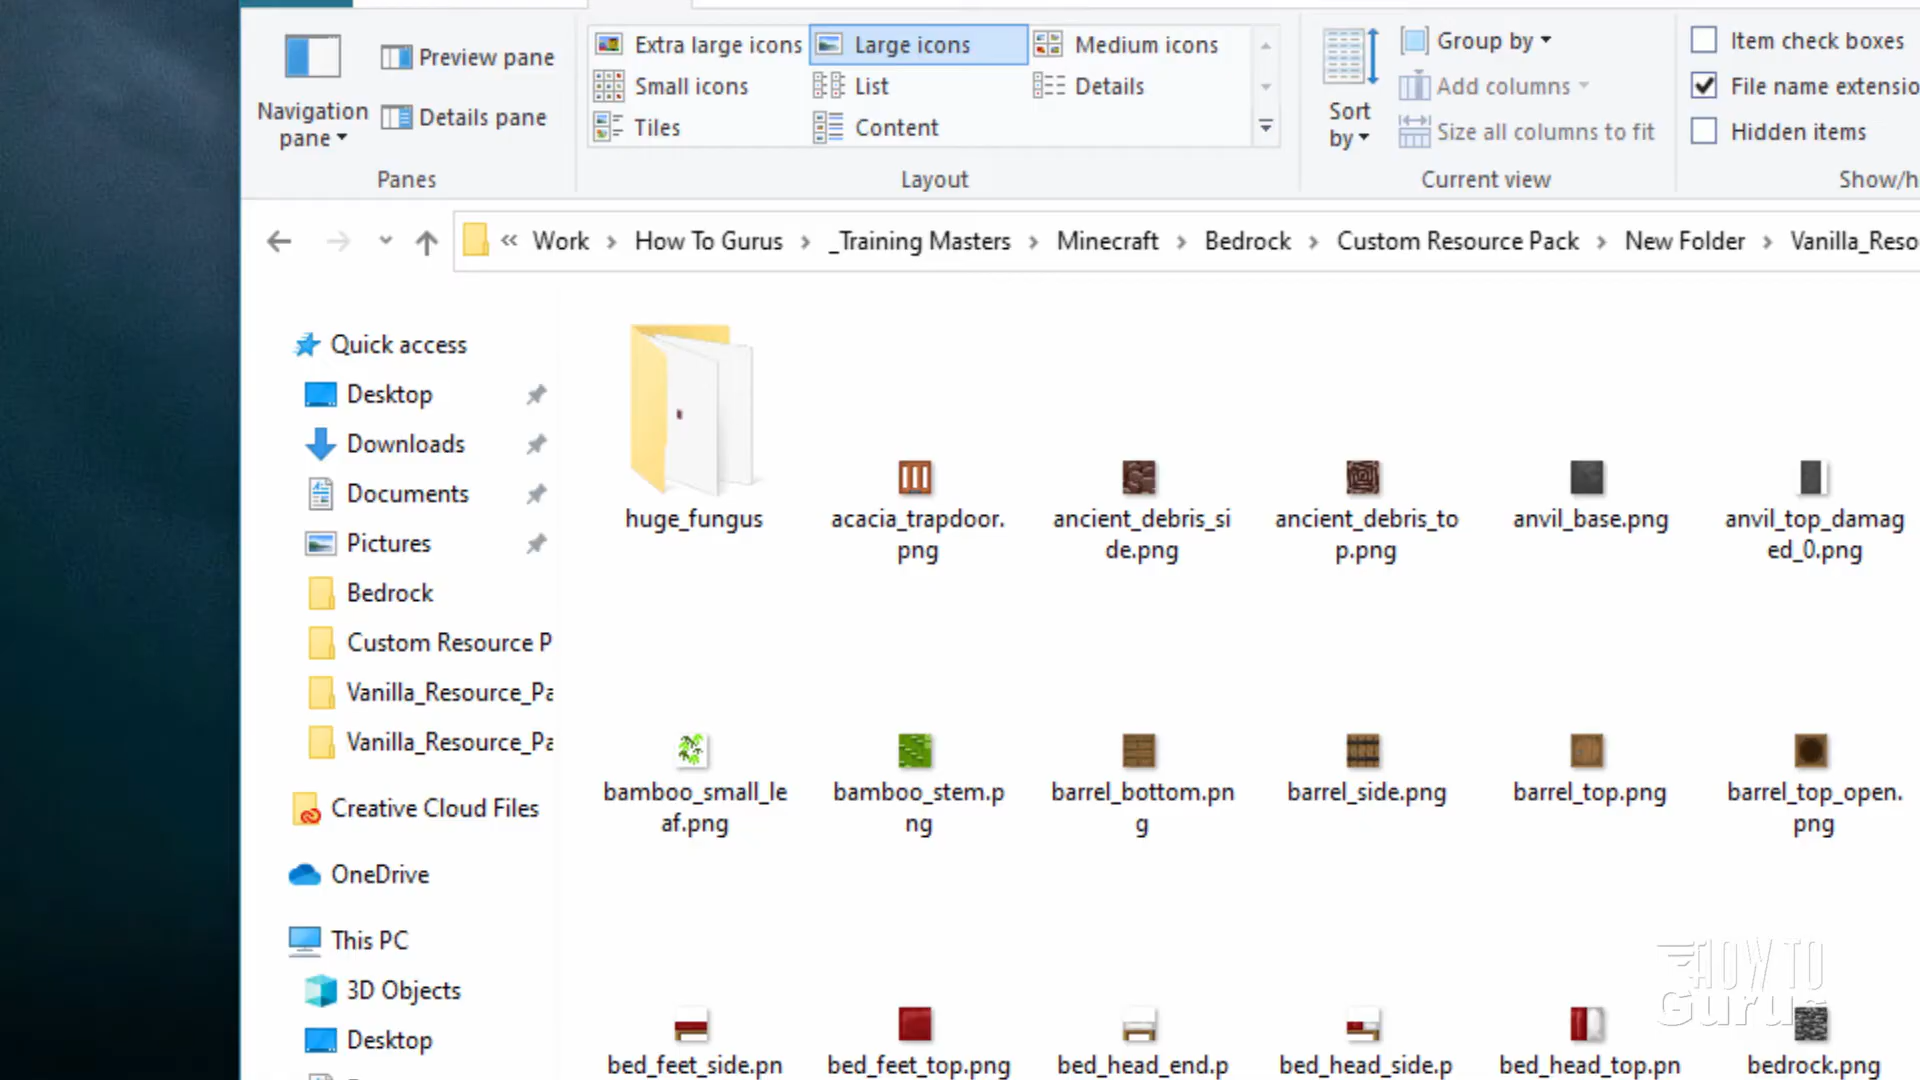 Navigation
pane
Preview pane
Details pane
Panes
Extra large icons
Large icons
Medium icons
Small icons
List
Details
Tiles
Content
Layout
Sort
by
Group by
Add columns
Size all columns to fit
Current view
Item check boxes
File name extensio
Hidden items
Show/h
« Work > How To Gurus > _Training Masters > Minecraft > Bedrock > Custom Resource Pack > New Folder > Vanilla_Reso
Quick access
Desktop
Downloads
Documents
Pictures
Bedrock
Custom Resource P
Vanilla_Resource_Pa
Vanilla_Resource_Pa
Creative Cloud Files
OneDrive
This PC
3D Objects
Desktop
huge_fungus
acacia_trapdoor.
png
ancient_debris_si
de.png
ancient_debris_to
p.png
anvil_base.png
anvil_top_damag
ed_0.png
bamboo_small_le
af.png
bamboo_stem.p
ng
barrel_bottom.pn
g
barrel_side.png
barrel_top.png
barrel_top_open.
png
bed_feet_side.pn
bed_feet_top.png
bed_head_end.p
bed_head_side.p
bed_head_top.pn
bedrock.png
HOW TO
Gurus